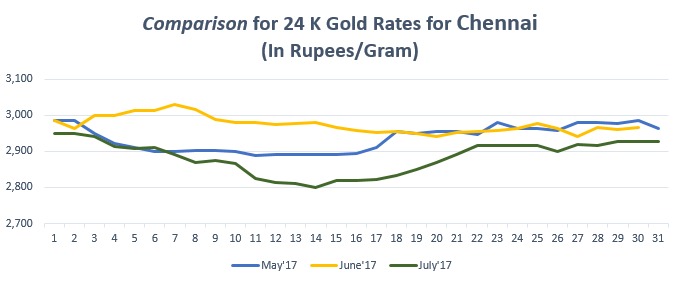 Comparison for 24 K Gold Rates for Chennai
(In Rupees/Gram)
3,100
3,000
2,900
2,800
2,700
1 2 3 4 5 6 7 8 9 10 11 12 13 14 15 16 17 18 19 20 21 22 23 24 25 26 27 28 29 30 31
May'17 June'17 July'17